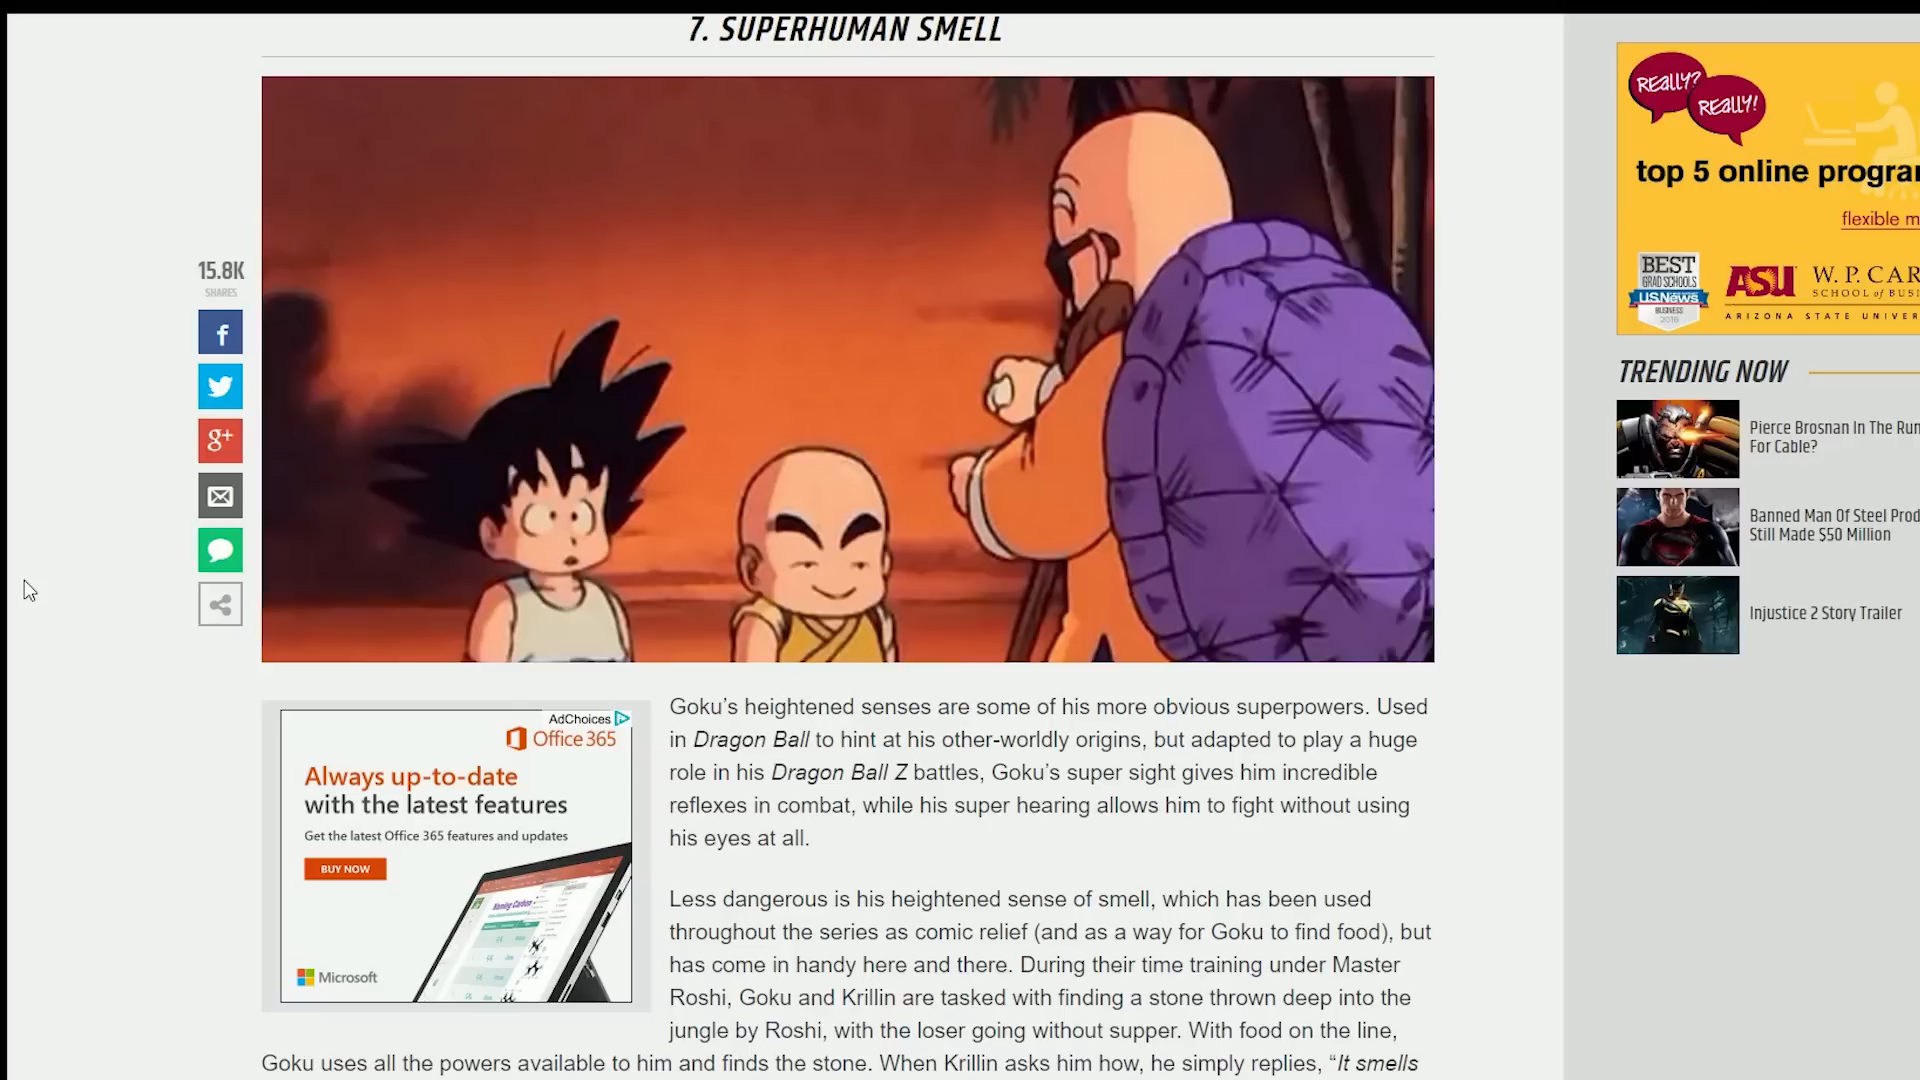 7. SUPERHUMAN SMELL
15.8K
SHARES
f
g+
AdChoices
Office 365
Always up-to-date
with the latest features
Get the latest Office 365 features and updates
BUY NOW
Microsoft
Goku’s heightened senses are some of his more obvious superpowers. Used
in Dragon Ball to hint at his other-worldly origins, but adapted to play a huge
role in his Dragon Ball Z battles, Goku’s super sight gives him incredible
reflexes in combat, while his super hearing allows him to fight without using
his eyes at all.
Less dangerous is his heightened sense of smell, which has been used
throughout the series as comic relief (and as a way for Goku to find food), but
has come in handy here and there. During their time training under Master
Roshi, Goku and Krillin are tasked with finding a stone thrown deep into the
jungle by Roshi, with the loser going without supper. With food on the line,
Goku uses all the powers available to him and finds the stone. When Krillin asks him how, he simply replies, “It smells
REALLY?
REALLY!
top 5 online progra
flexible m
BEST
GRAD SCHOOLS
U.S.News
BUSINESS
2016
ASU
W. P. CAR
SCHOOL of BUSI
ARIZONA STATE UNIVER
TRENDING NOW
Pierce Brosnan In The Run
For Cable?
Banned Man Of Steel Prod
Still Made $50 Million
Injustice 2 Story Trailer